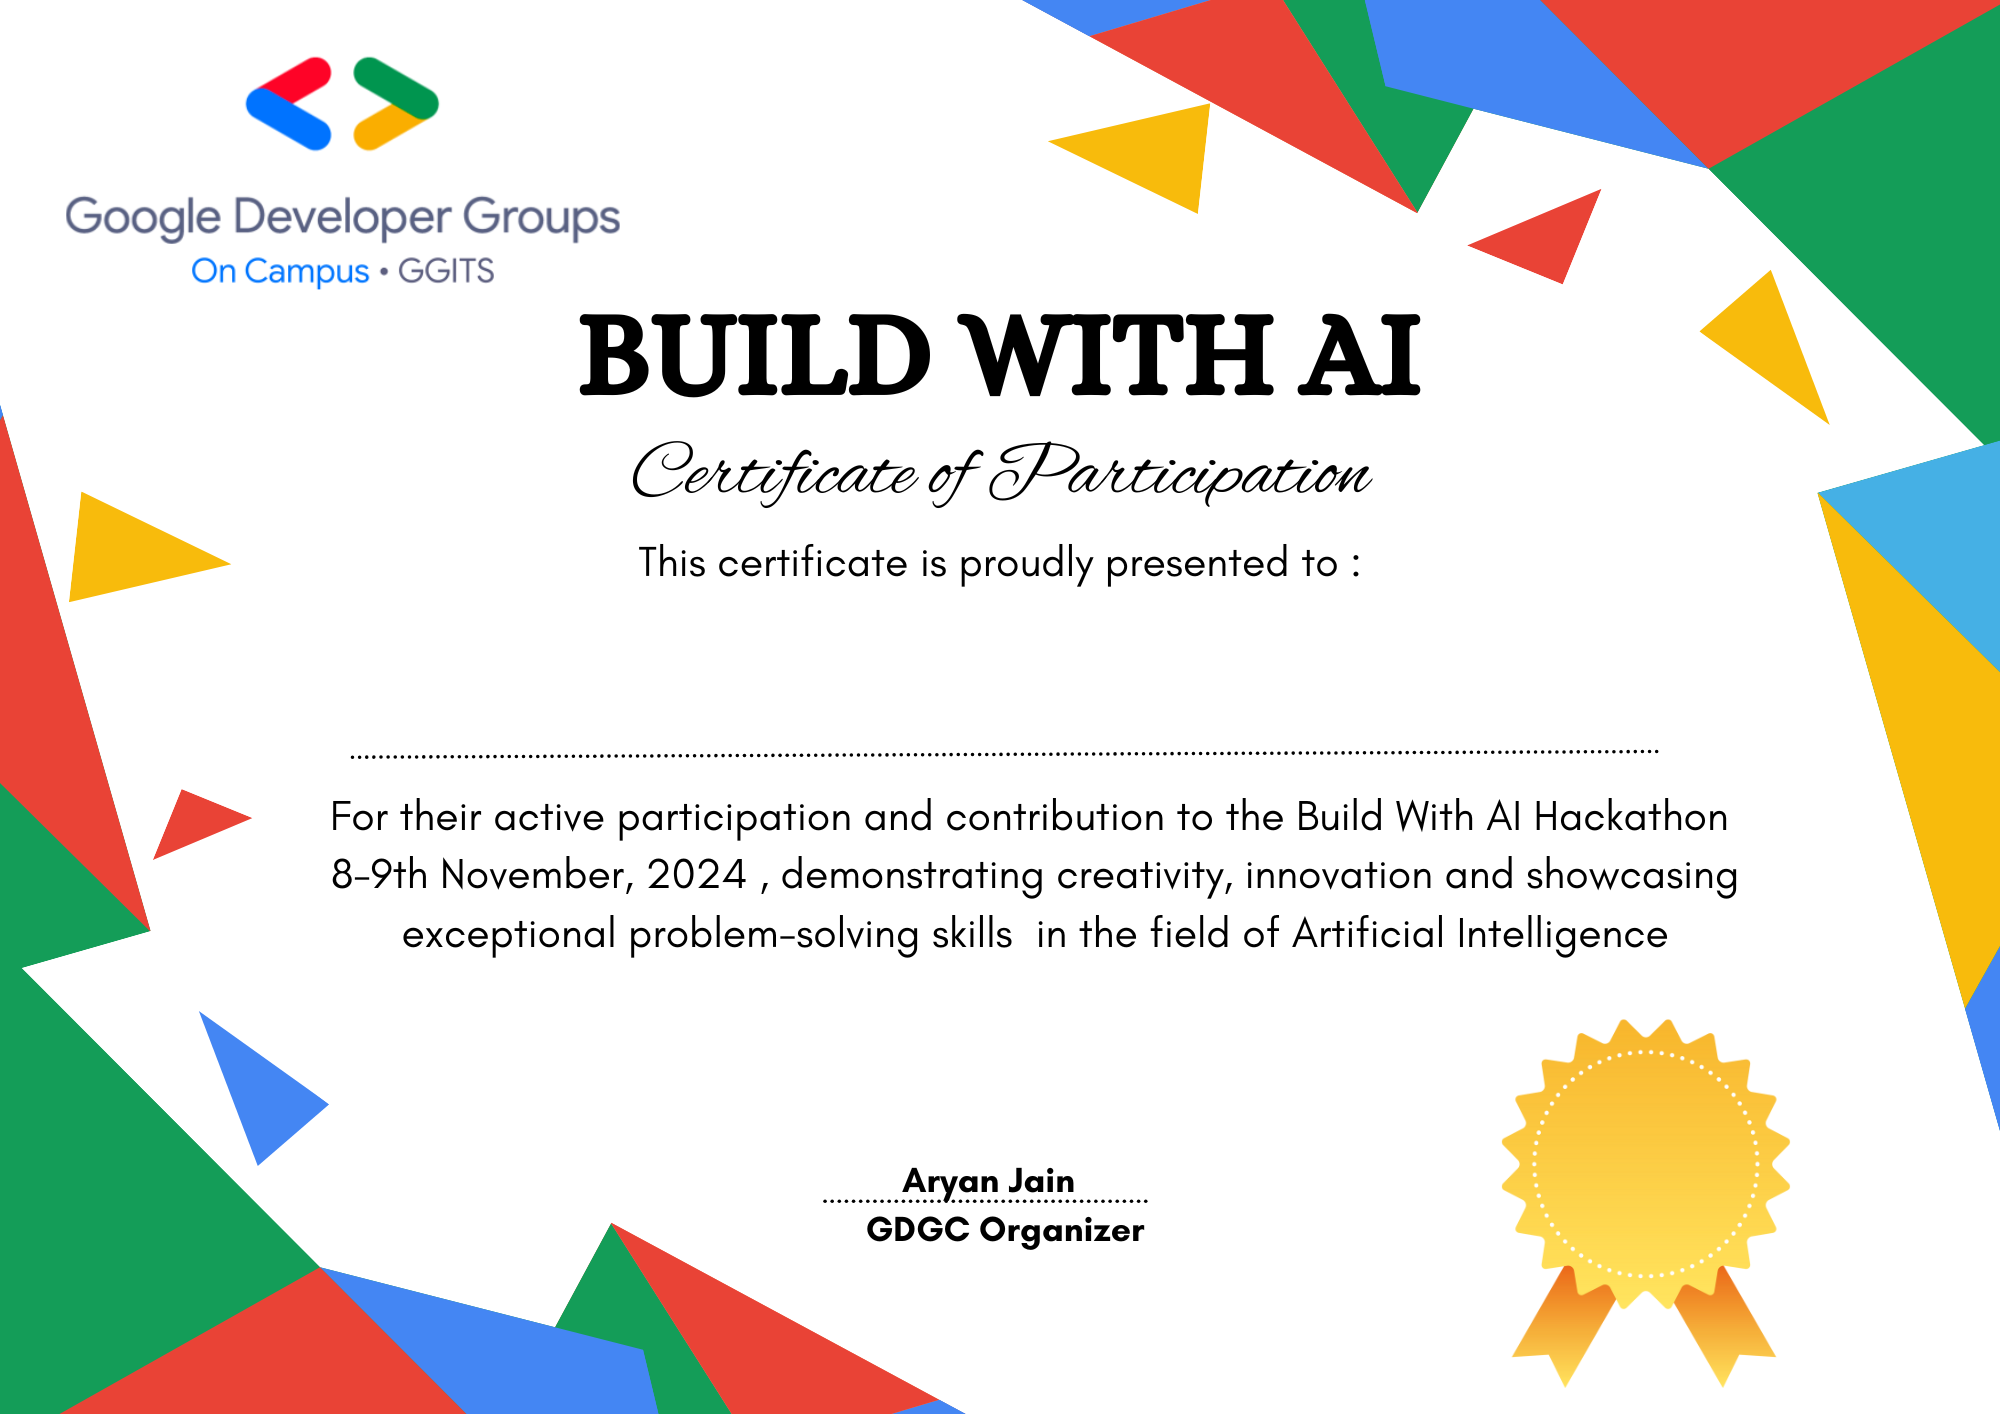 Google Developer Groups
On Campus • GGITS
BUILD WITH AI
Certificate of Participation
This certificate is proudly presented to :
For their active participation and contribution to the Build With AI Hackathon
8-9th November, 2024 , demonstrating creativity, innovation and showcasing
exceptional problem-solving skills  in the field of Artificial Intelligence
Aryan Jain
GDGC Organizer